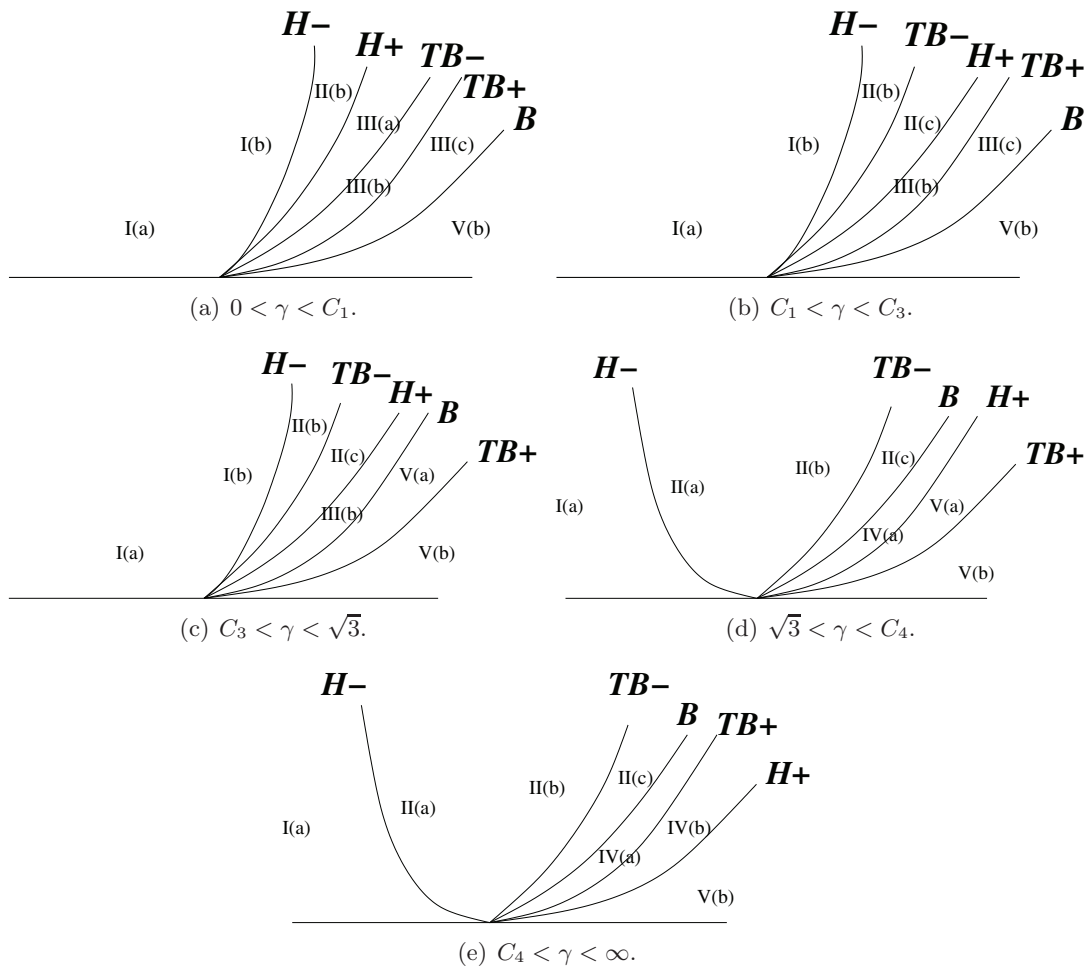 H− H+ TB− TB+ B
II(b) III(a) I(b) III(c) III(b) I(a) V(b)
(a) 0 < γ < C₁.
H− TB− H+ TB+ B
II(b) II(c) I(b) III(c) III(b) I(a) V(b)
(b) C₁ < γ < C₃.
H− TB− H+ B TB+
II(b) II(c) I(b) V(a) III(b) I(a) V(b)
(c) C₃ < γ < √3.
H− TB− B H+ TB+
II(b) II(c) II(a) I(a) V(a) IV(a) V(b)
(d) √3 < γ < C₄.
H− TB− B TB+ H+
II(b) II(c) II(a) I(a) IV(b) IV(a) V(b)
(e) C₄ < γ < ∞.